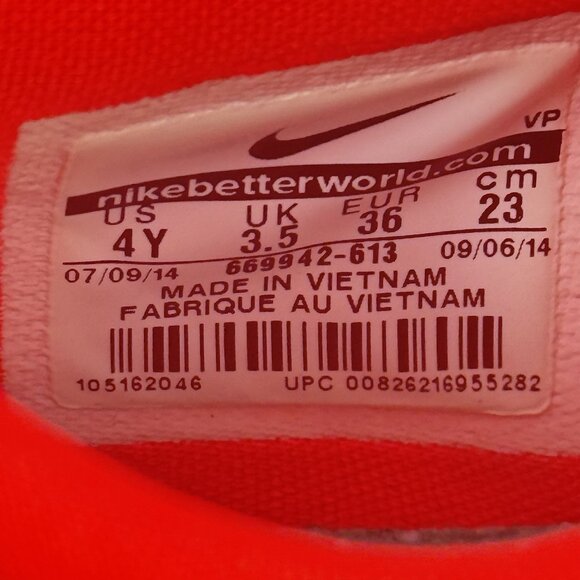 VP
nikebetterworld.com
US UK EUR cm
4Y 3.5 36 23
07/09/14 669942-613 09/06/14
MADE IN VIETNAM
FABRIQUE AU VIETNAM
105162046 UPC 00826216955282